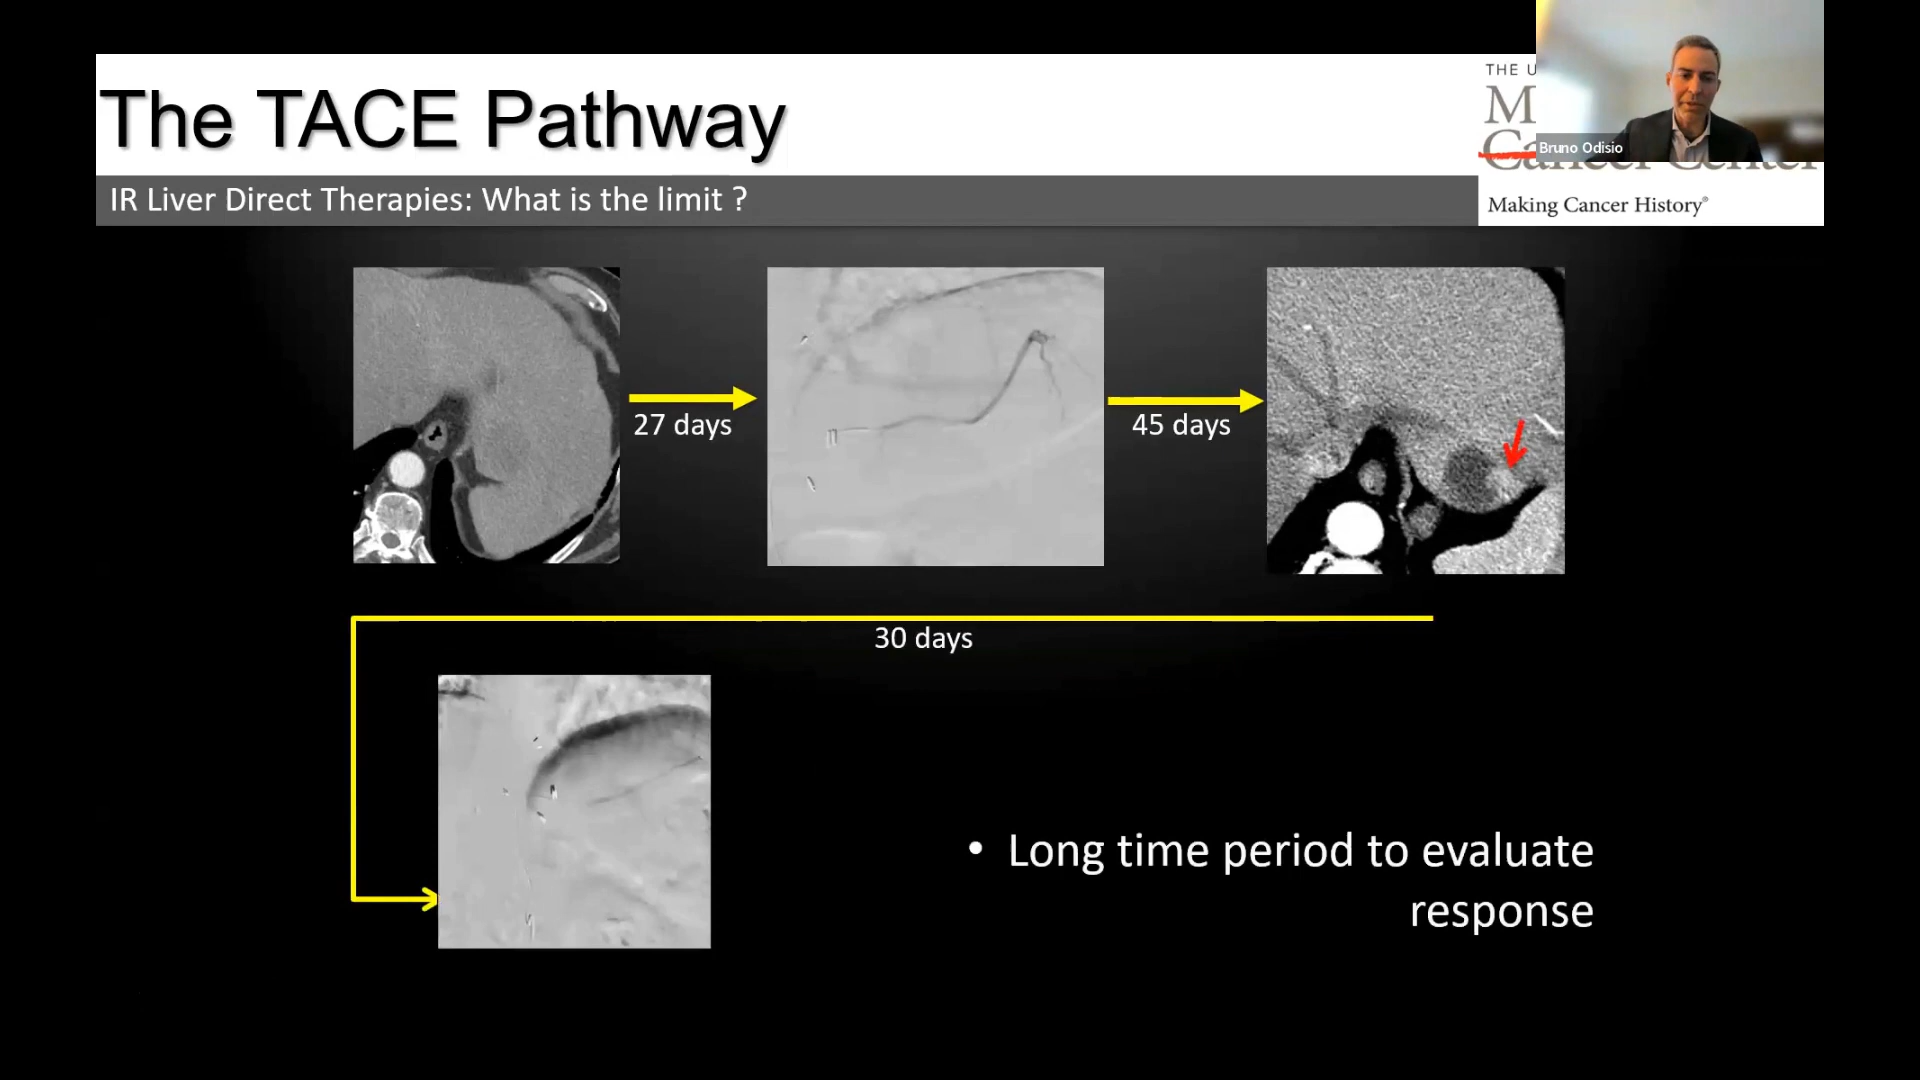 The TACE Pathway
IR Liver Direct Therapies: What is the limit ?
THE U
M
Cancer Center
Making Cancer History®
Bruno Odisio
27 days
45 days
30 days
• Long time period to evaluate
response